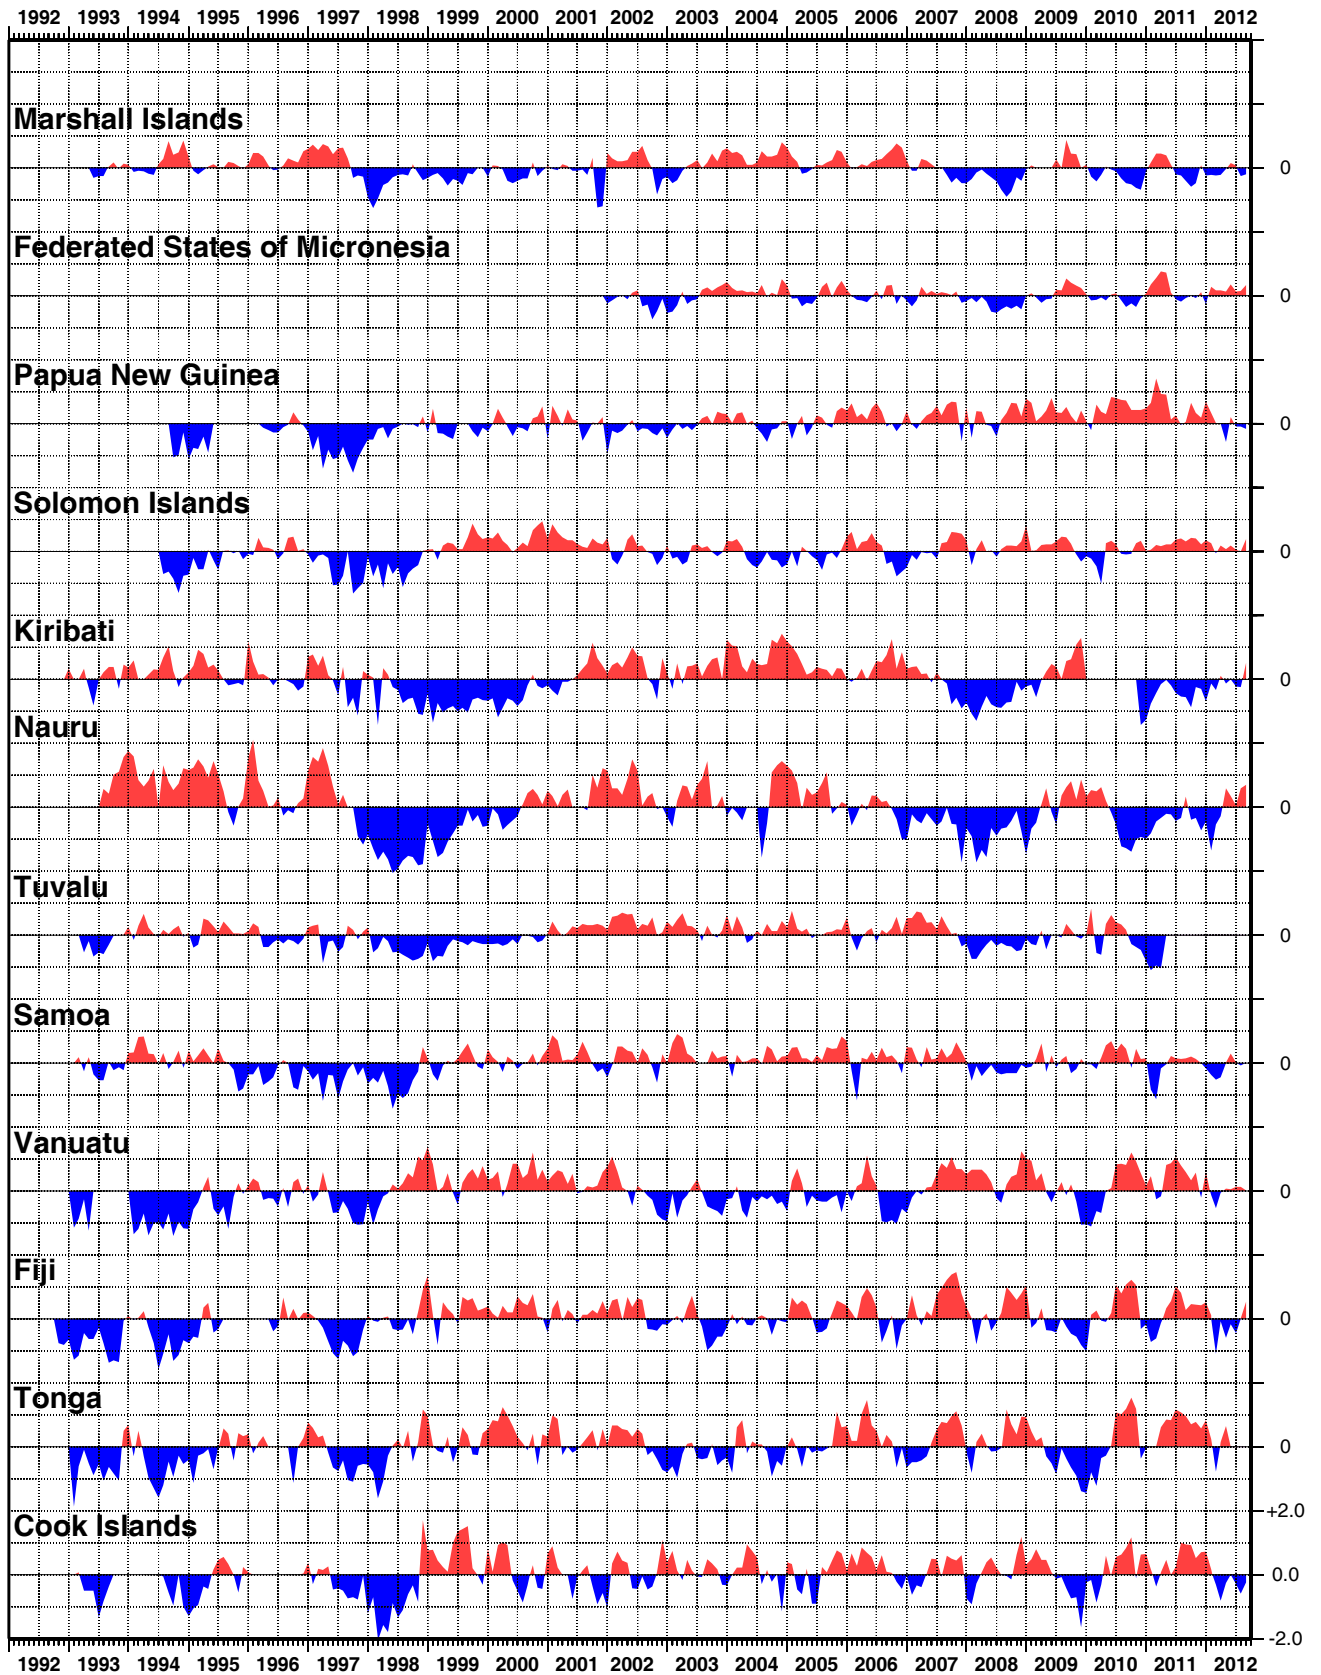 1992 1993 1994 1995 1996 1997 1998 1999 2000 2001 2002 2003 2004 2005 2006 2007 2008 2009 2010 2011 2012
Marshall Islands
0
Federated States of Micronesia
0
Papua New Guinea
0
Solomon Islands
0
Kiribati
0
Nauru
0
Tuvalu
0
Samoa
0
Vanuatu
0
Fiji
0
Tonga
0
+2.0
Cook Islands
0.0
-2.0
1992 1993 1994 1995 1996 1997 1998 1999 2000 2001 2002 2003 2004 2005 2006 2007 2008 2009 2010 2011 2012